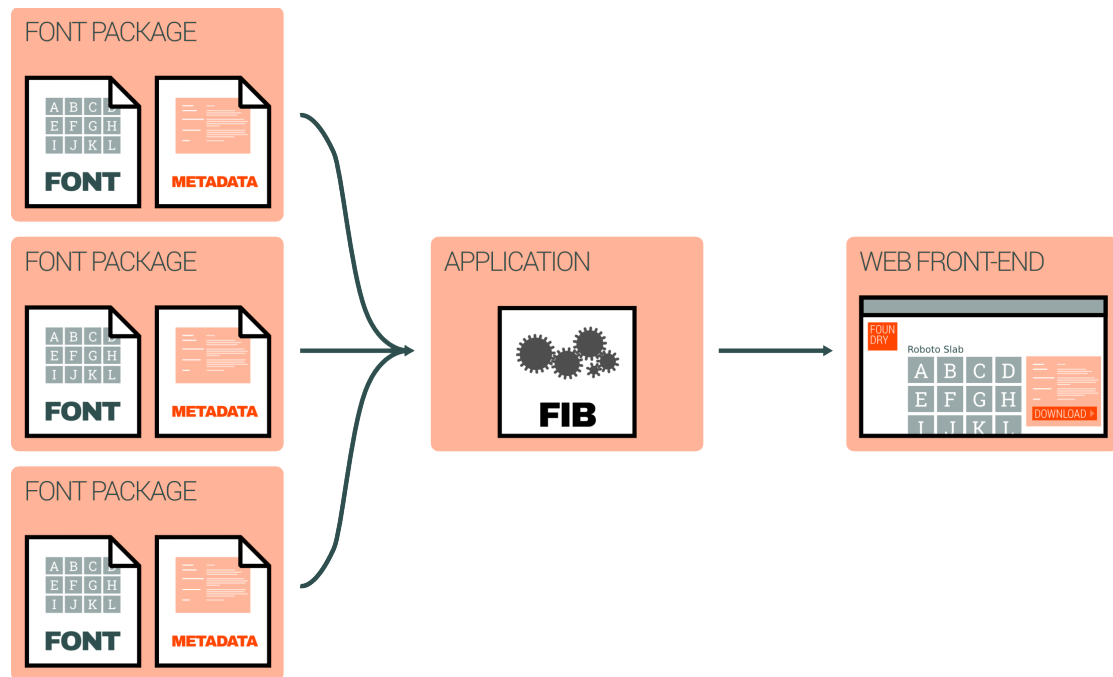 FONT PACKAGE
A B C D
E F G H
I J K L
FONT
METADATA
FONT PACKAGE
A B C D
E F G H
I J K L
FONT
METADATA
FONT PACKAGE
A B C D
E F G H
I J K L
FONT
METADATA
APPLICATION
FIB
WEB FRONT-END
FOUN
DRY
Roboto Slab
A B C D
E F G H
I J K L
DOWNLOAD